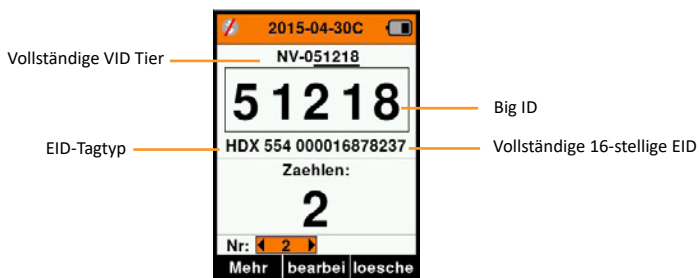 2015-04-30C
Vollständige VID Tier
NV-051218
51218
Big ID
EID-Tagtyp
HDX 554 000016878237
Vollständige 16-stellige EID
Zaehlen:
2
Nr: 2
Mehr bearbei loesche